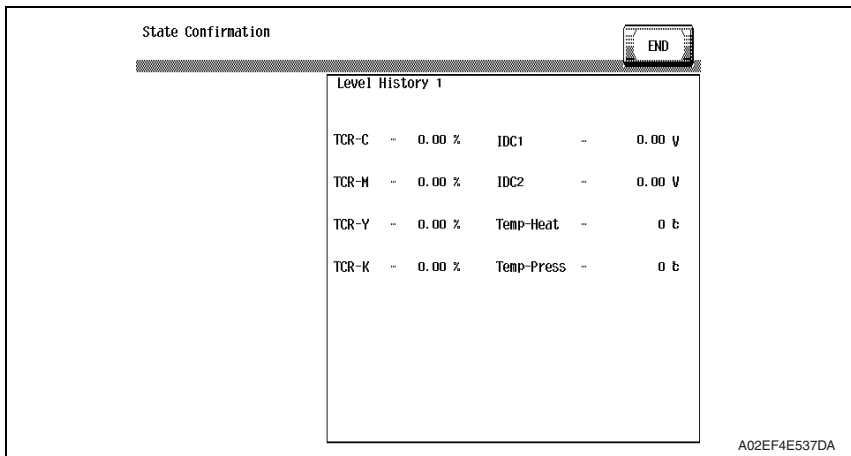 State Confirmation
END
Level History 1
TCR-C … 0.00 % IDC1 … 0.00 V
TCR-M … 0.00 % IDC2 … 0.00 V
TCR-Y … 0.00 % Temp-Heat … 0 ℃
TCR-K … 0.00 % Temp-Press … 0 ℃
A02EF4E537DA